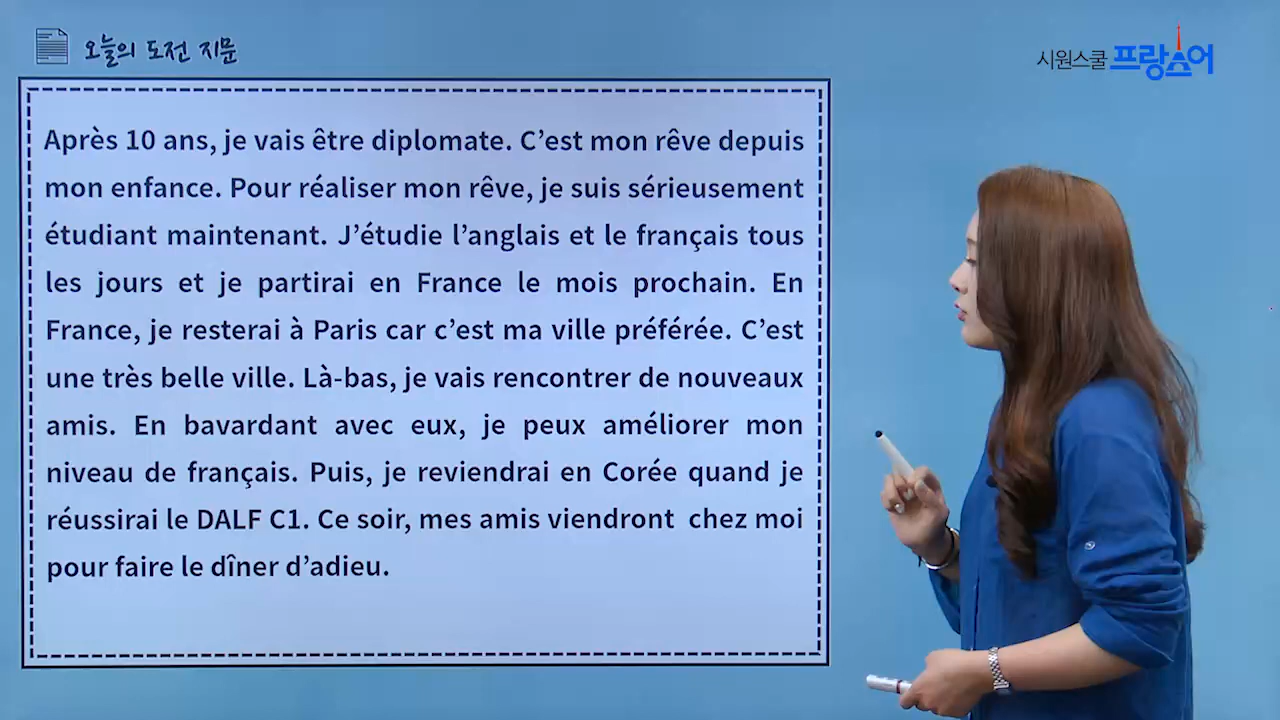 오늘의 도전 지문
시원스쿨 프랑스어
Après 10 ans, je vais être diplomate. C’est mon rêve depuis
mon enfance. Pour réaliser mon rêve, je suis sérieusement
étudiant maintenant. J’étudie l’anglais et le français tous
les jours et je partirai en France le mois prochain. En
France, je resterai à Paris car c’est ma ville préférée. C’est
une très belle ville. Là-bas, je vais rencontrer de nouveaux
amis. En bavardant avec eux, je peux améliorer mon
niveau de français. Puis, je reviendrai en Corée quand je
réussirai le DALF C1. Ce soir, mes amis viendront chez moi
pour faire le dîner d’adieu.